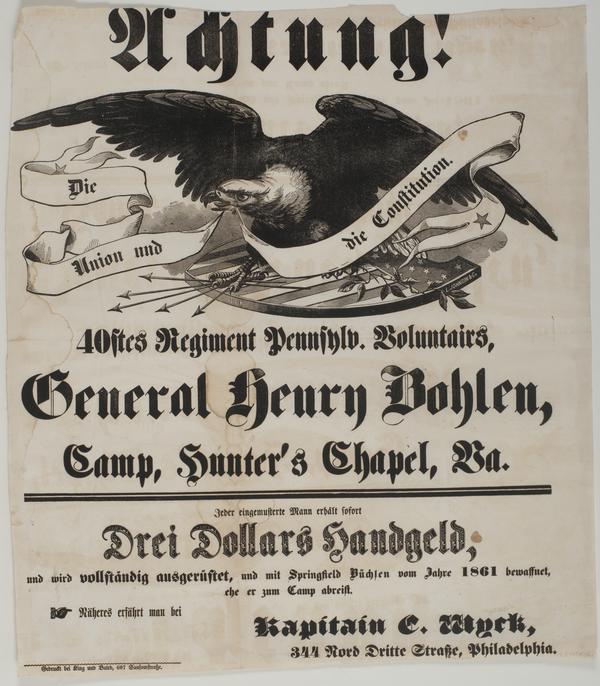 Achtung!
Die
Union und
die Constitution.
40stes Regiment Pennsylv. Voluntairs,
General Henry Bohlen,
Camp, Hunter's Chapel, Va.
Jeder eingemusterte Mann erhält sofort
Drei Dollars Handgeld,
und wird vollständig ausgerüstet, und mit Springfield Büchsen vom Jahre 1861 bewaffnet,
ehe er zum Camp abreist.
Näheres erfährt man bei
Kapitain C. Wyck,
344 Nord Dritte Straße, Philadelphia.
Gedruckt bei King und Baird, 607 Sansomstraße.